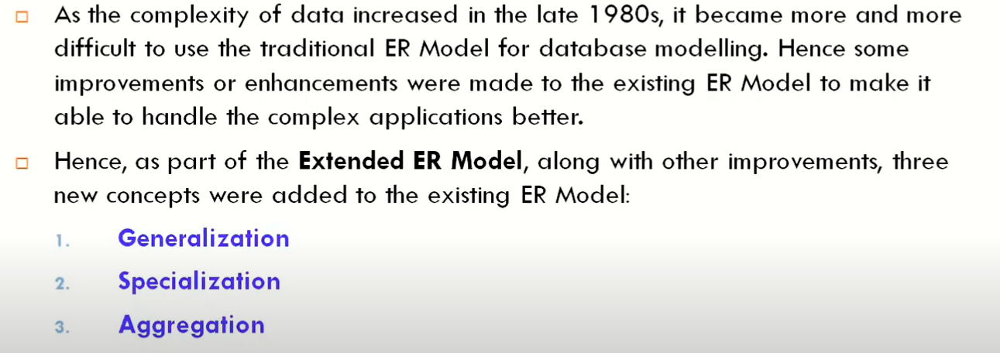 As the complexity of data increased in the late 1980s, it became more and more
difficult to use the traditional ER Model for database modelling. Hence some
improvements or enhancements were made to the existing ER Model to make it
able to handle the complex applications better.
Hence, as part of the Extended ER Model, along with other improvements, three
new concepts were added to the existing ER Model:
1. Generalization
2. Specialization
3. Aggregation